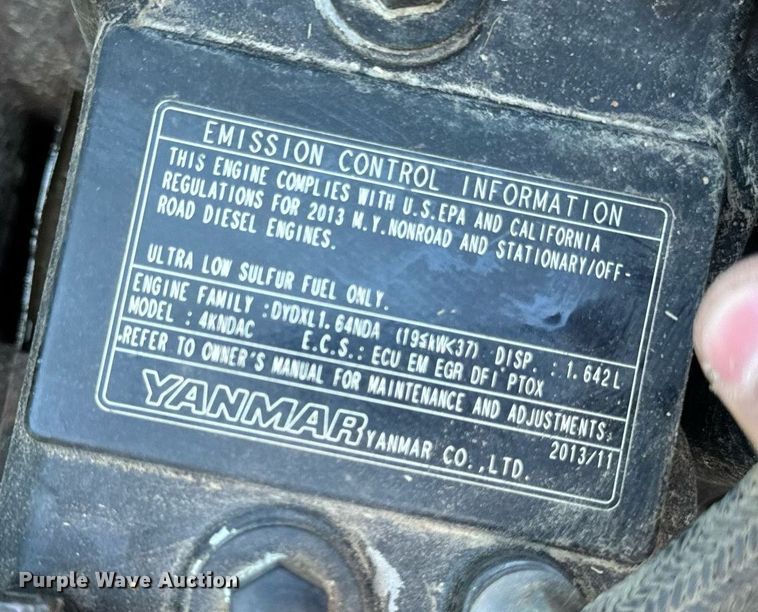 EMISSION CONTROL INFORMATION
THIS ENGINE COMPLIES WITH U.S.EPA AND CALIFORNIA
REGULATIONS FOR 2013 M.Y.NONROAD AND STATIONARY/OFF-
ROAD DIESEL ENGINES.
ULTRA LOW SULFUR FUEL ONLY.
ENGINE FAMILY :DYDXL1.64NDA (19≤kW<37) DISP. : 1.642L
MODEL : 4KNDAC E.C.S.: ECU EM EGR DFI PTOX
REFER TO OWNER'S MANUAL FOR MAINTENANCE AND ADJUSTMENTS.
2013/11
YANMAR YANMAR CO.,LTD.
Purple Wave Auction